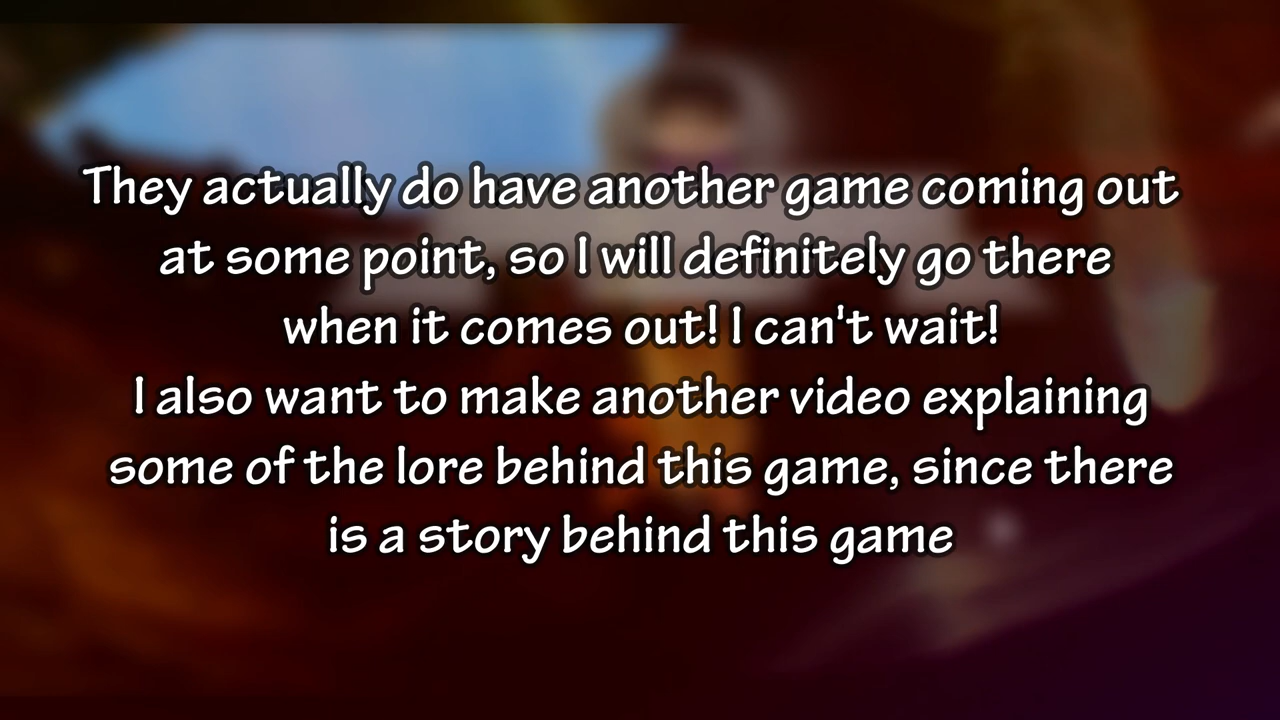 They actually do have another game coming out
at some point, so I will definitely go there
when it comes out! I can't wait!
I also want to make another video explaining
some of the lore behind this game, since there
is a story behind this game